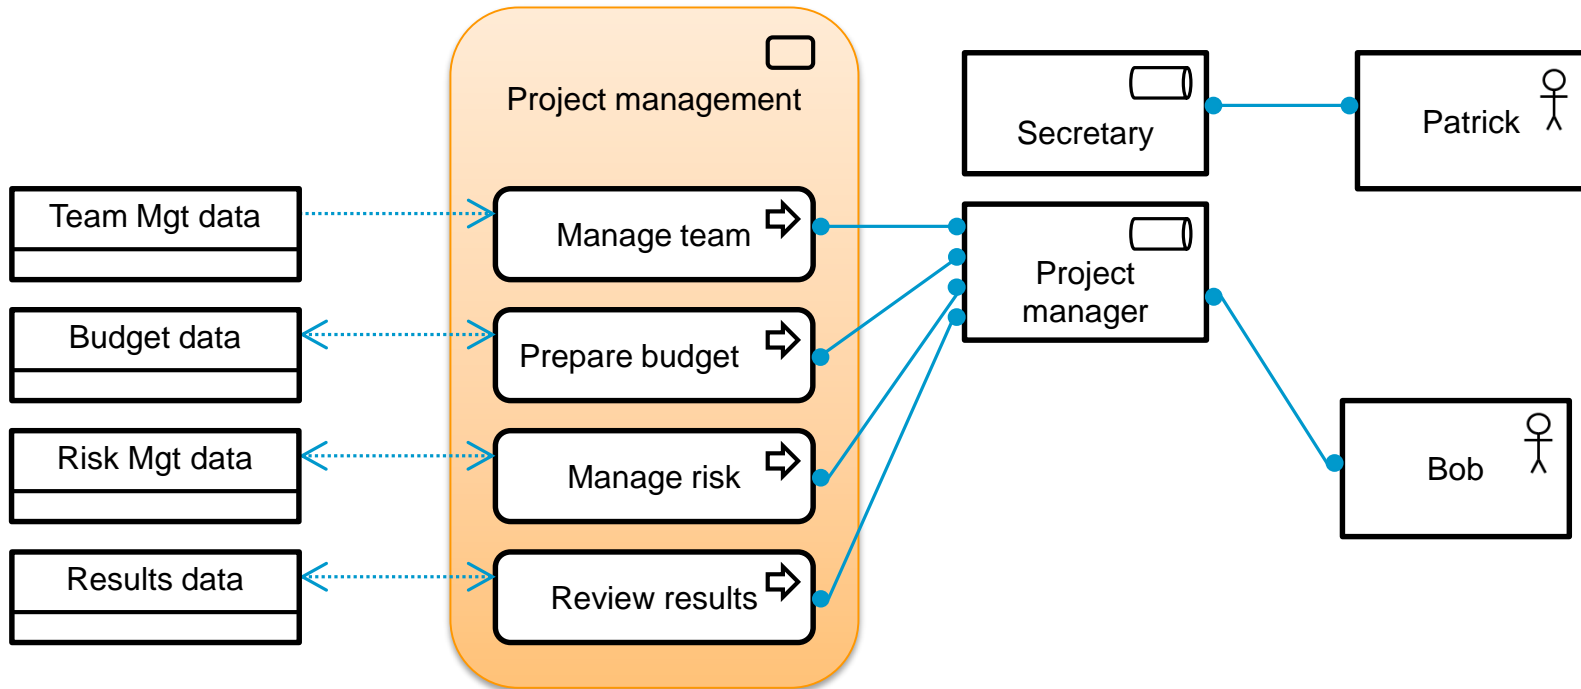 Project management
Secretary
Patrick
Team Mgt data
Manage team
Project
manager
Budget data
Prepare budget
Risk Mgt data
Manage risk
Bob
Results data
Review results